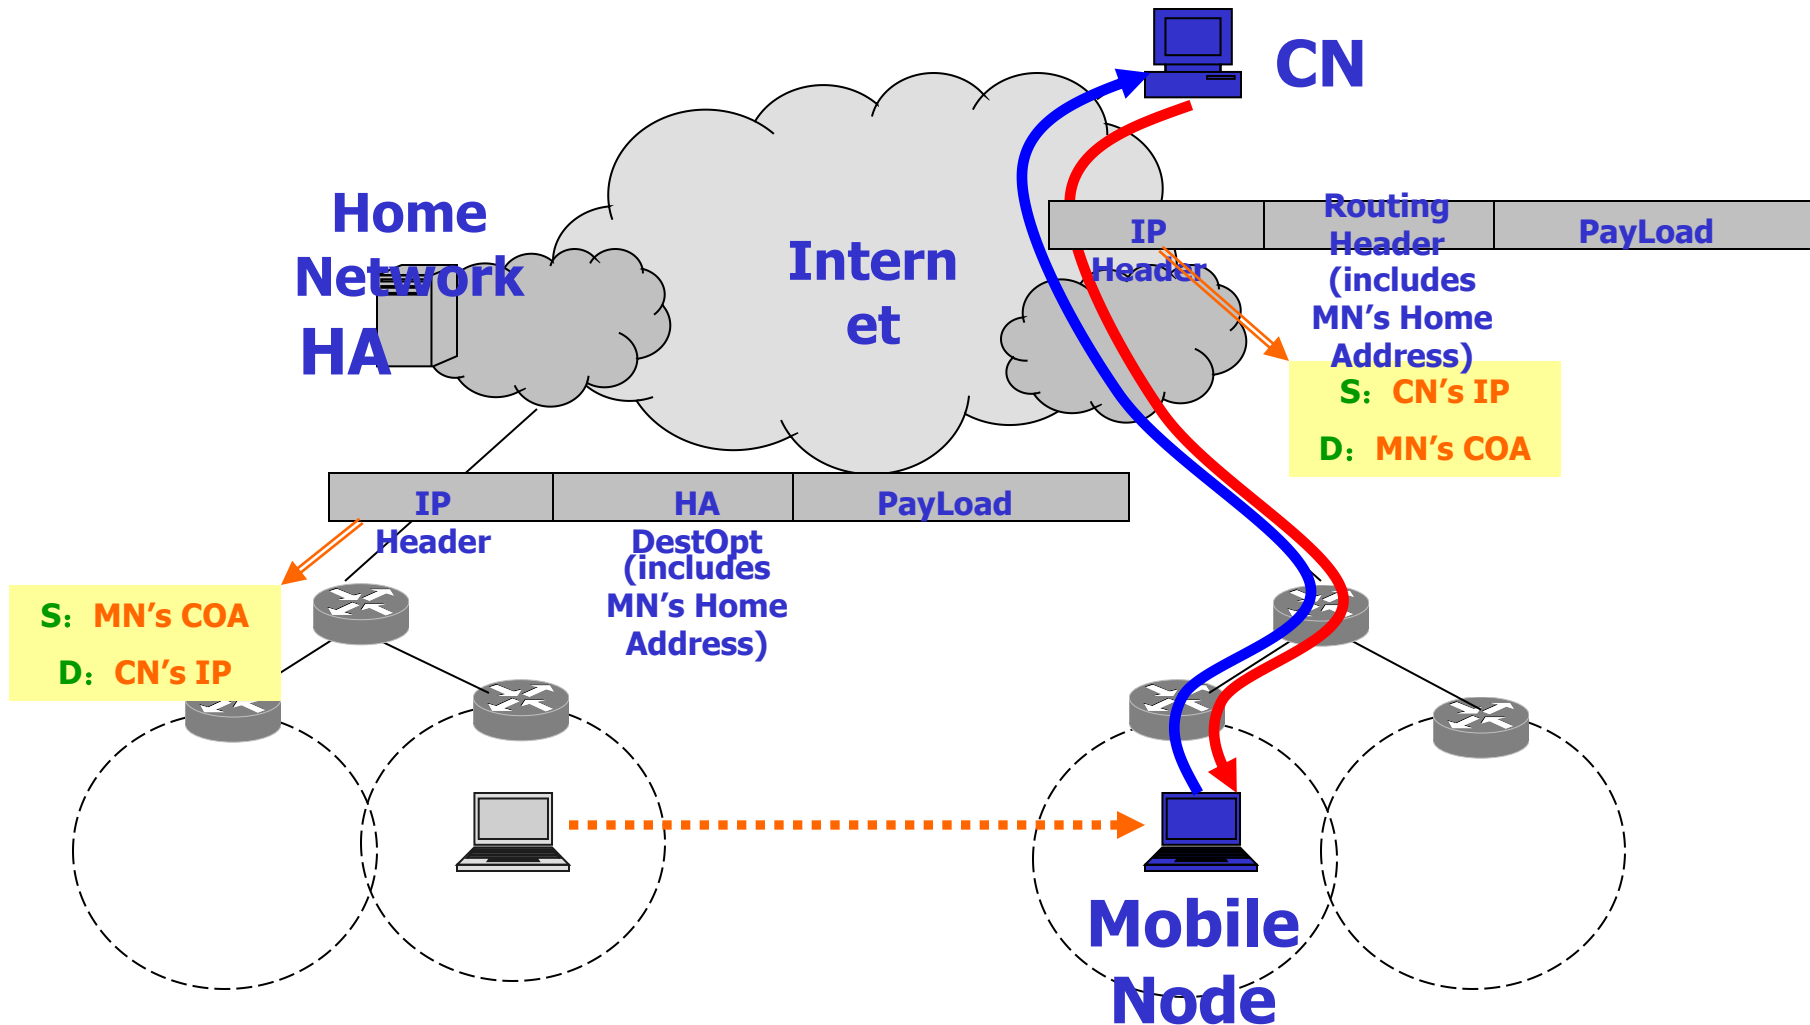 CN
Home
Network
HA
Intern
et
IP
Header
Routing
Header
(includes
MN’s Home
Address)
PayLoad
S： CN’s IP
D： MN’s COA
IP
Header
HA
DestOpt
(includes
MN’s Home
Address)
PayLoad
S： MN’s COA
D： CN’s IP
Mobile
Node